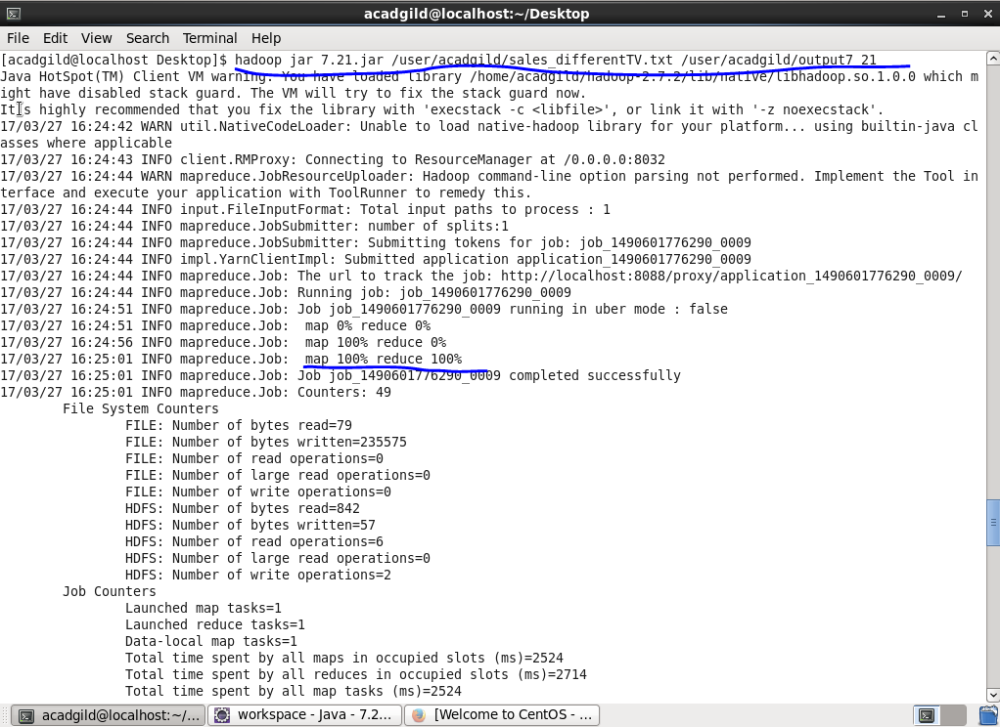 acadgild@localhost:~/Desktop
File Edit View Search Terminal Help
[acadgild@localhost Desktop]$ hadoop jar 7.21.jar /user/acadgild/sales_differentTV.txt /user/acadgild/output7_21
Java HotSpot(TM) Client VM warning: You have loaded library /home/acadgild/hadoop-2.7.2/lib/native/libhadoop.so.1.0.0 which m
ight have disabled stack guard. The VM will try to fix the stack guard now.
It's highly recommended that you fix the library with 'execstack -c <libfile>', or link it with '-z noexecstack'.
17/03/27 16:24:42 WARN util.NativeCodeLoader: Unable to load native-hadoop library for your platform... using builtin-java cl
asses where applicable
17/03/27 16:24:43 INFO client.RMProxy: Connecting to ResourceManager at /0.0.0.0:8032
17/03/27 16:24:44 WARN mapreduce.JobResourceUploader: Hadoop command-line option parsing not performed. Implement the Tool in
terface and execute your application with ToolRunner to remedy this.
17/03/27 16:24:44 INFO input.FileInputFormat: Total input paths to process : 1
17/03/27 16:24:44 INFO mapreduce.JobSubmitter: number of splits:1
17/03/27 16:24:44 INFO mapreduce.JobSubmitter: Submitting tokens for job: job_1490601776290_0009
17/03/27 16:24:44 INFO impl.YarnClientImpl: Submitted application application_1490601776290_0009
17/03/27 16:24:44 INFO mapreduce.Job: The url to track the job: http://localhost:8088/proxy/application_1490601776290_0009/
17/03/27 16:24:44 INFO mapreduce.Job: Running job: job_1490601776290_0009
17/03/27 16:24:51 INFO mapreduce.Job: Job job_1490601776290_0009 running in uber mode : false
17/03/27 16:24:51 INFO mapreduce.Job:  map 0% reduce 0%
17/03/27 16:24:56 INFO mapreduce.Job:  map 100% reduce 0%
17/03/27 16:25:01 INFO mapreduce.Job:  map 100% reduce 100%
17/03/27 16:25:01 INFO mapreduce.Job: Job job_1490601776290_0009 completed successfully
17/03/27 16:25:01 INFO mapreduce.Job: Counters: 49
File System Counters
FILE: Number of bytes read=79
FILE: Number of bytes written=235575
FILE: Number of read operations=0
FILE: Number of large read operations=0
FILE: Number of write operations=0
HDFS: Number of bytes read=842
HDFS: Number of bytes written=57
HDFS: Number of read operations=6
HDFS: Number of large read operations=0
HDFS: Number of write operations=2
Job Counters
Launched map tasks=1
Launched reduce tasks=1
Data-local map tasks=1
Total time spent by all maps in occupied slots (ms)=2524
Total time spent by all reduces in occupied slots (ms)=2714
Total time spent by all map tasks (ms)=2524
acadgild@localhost:~/... workspace - Java - 7.2... [Welcome to CentOS - ...